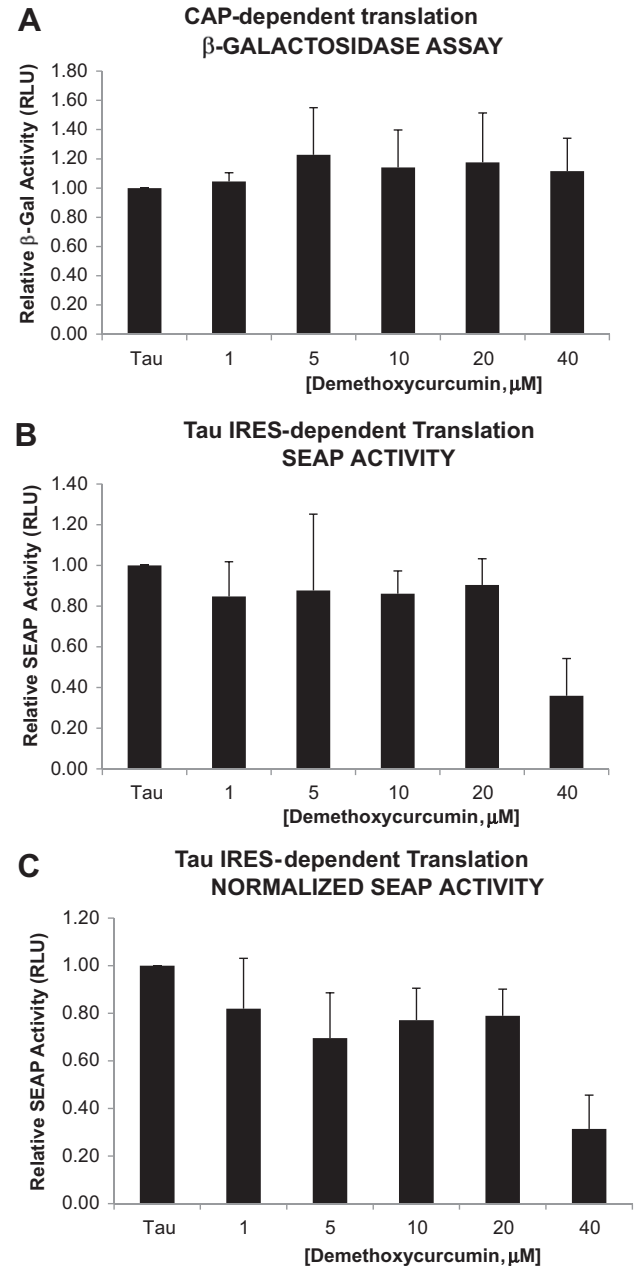 A
CAP-dependent translation
β-GALACTOSIDASE ASSAY
Relative β-Gal Activity (RLU)
1.80
1.60
1.40
1.20
1.00
0.80
0.60
0.40
0.20
0.00
Tau 1 5 10 20 40
[Demethoxycurcumin, μM]
B
Tau IRES-dependent Translation
SEAP ACTIVITY
Relative SEAP Activity (RLU)
1.40
1.20
1.00
0.80
0.60
0.40
0.20
0.00
Tau 1 5 10 20 40
[Demethoxycurcumin, μM]
C
Tau IRES-dependent Translation
NORMALIZED SEAP ACTIVITY
Relative SEAP Activity (RLU)
1.20
1.00
0.80
0.60
0.40
0.20
0.00
Tau 1 5 10 20 40
[Demethoxycurcumin, μM]